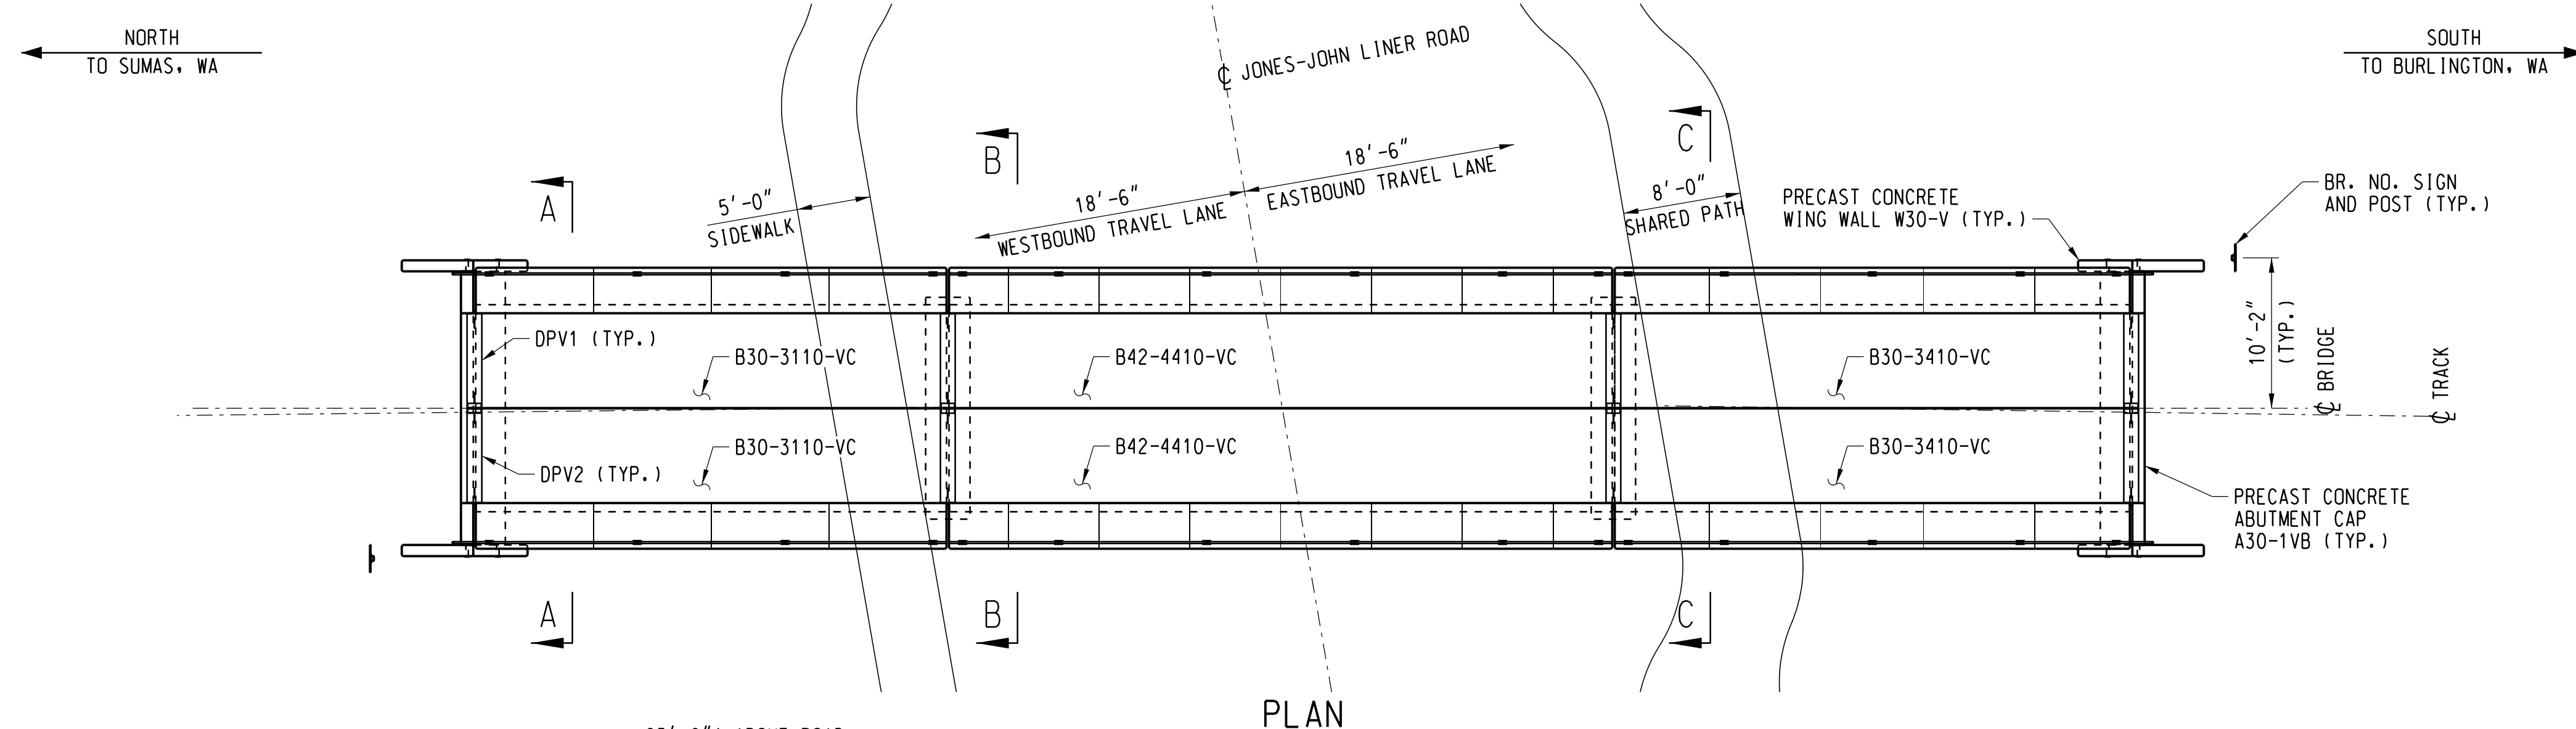 NORTH
TO SUMAS, WA
SOUTH
TO BURLINGTON, WA
℄ JONES-JOHN LINER ROAD
A
B
C
5'-0"
SIDEWALK
18'-6"
WESTBOUND TRAVEL LANE
18'-6"
EASTBOUND TRAVEL LANE
8'-0"
SHARED PATH
PRECAST CONCRETE
WING WALL W30-V (TYP.)
BR. NO. SIGN
AND POST (TYP.)
10'-2"
(TYP.)
℄ BRIDGE
℄ TRACK
DPV1 (TYP.)
B30-3110-VC
B42-4410-VC
B30-3410-VC
DPV2 (TYP.)
B30-3110-VC
B42-4410-VC
B30-3410-VC
PRECAST CONCRETE
ABUTMENT CAP
A30-1VB (TYP.)
A
B
C
PLAN